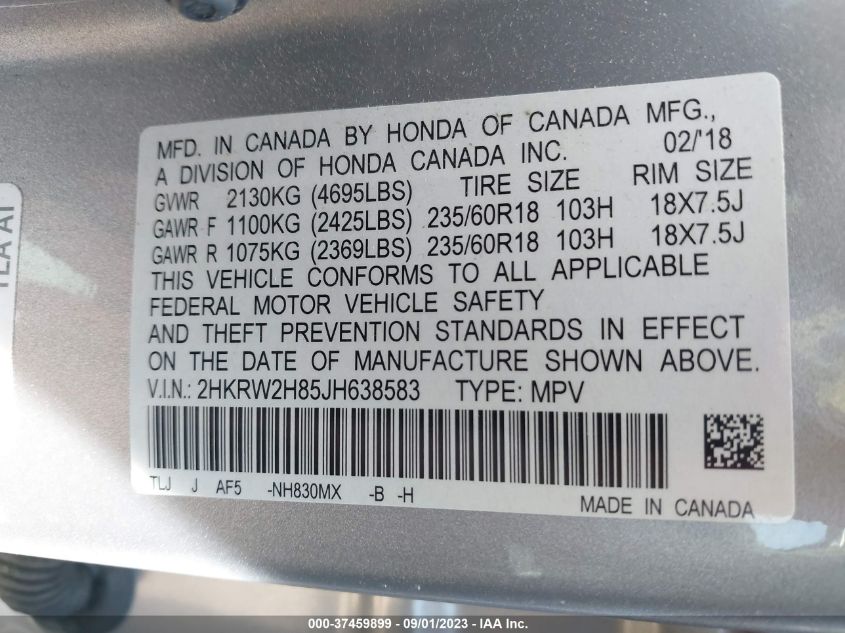 MFD. IN CANADA BY HONDA OF CANADA MFG.,
A DIVISION OF HONDA CANADA INC. 02/'18
GVWR 2130KG (4695LBS) TIRE SIZE RIM SIZE
GAWR F 1100KG (2425LBS) 235/60R18 103H 18X7.5J
GAWR R 1075KG (2369LBS) 235/60R18 103H 18X7.5J
THIS VEHICLE CONFORMS TO ALL APPLICABLE
FEDERAL MOTOR VEHICLE SAFETY
AND THEFT PREVENTION STANDARDS IN EFFECT
ON THE DATE OF MANUFACTURE SHOWN ABOVE.
V.I.N.: 2HKRW2H85JH638583 TYPE: MPV
TLJ J AF5 -NH830MX -B -H
MADE IN CANADA
TLA A1
000-37459899 - 09/01/2023 - IAA Inc.